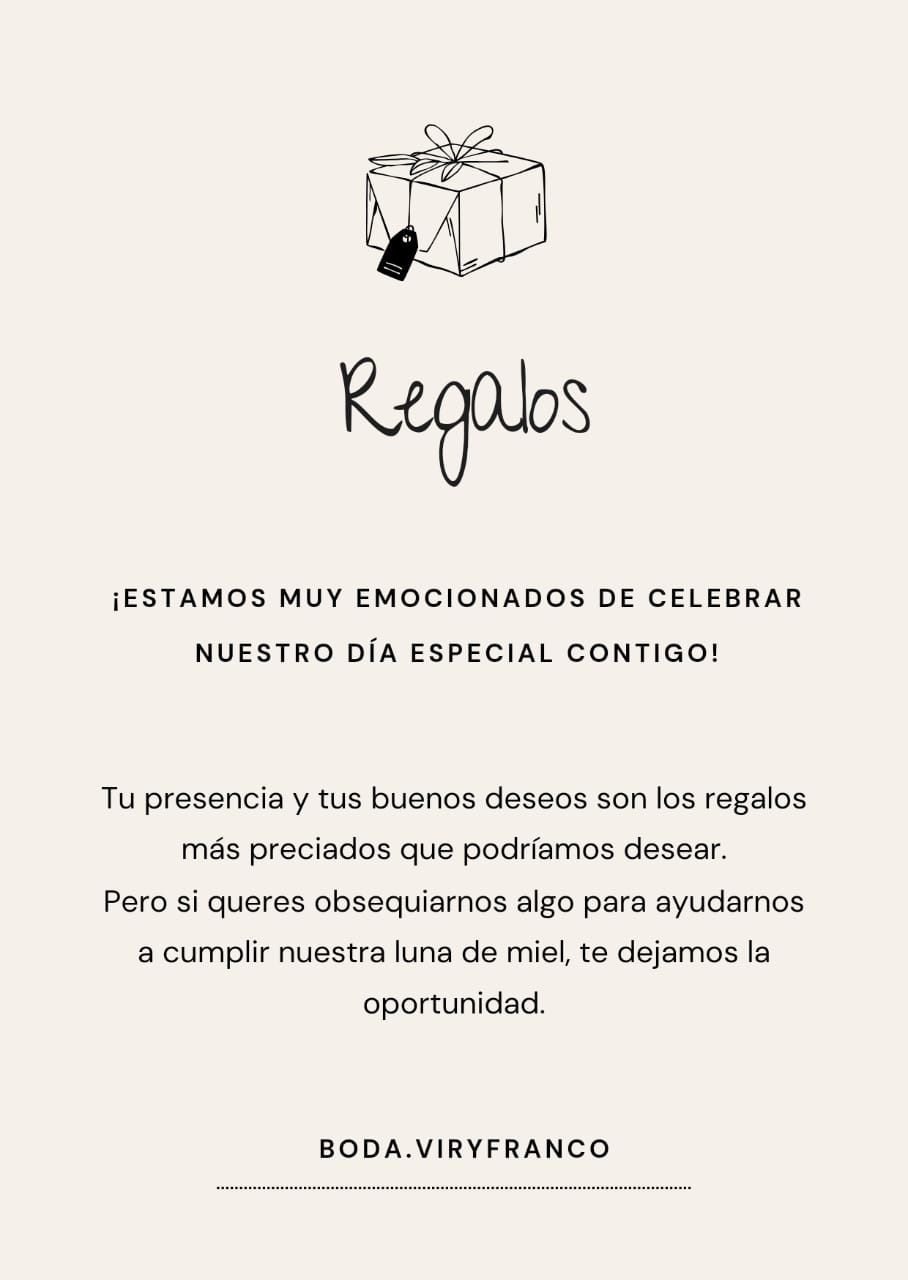 Regalos
¡ESTAMOS MUY EMOCIONADOS DE CELEBRAR
NUESTRO DÍA ESPECIAL CONTIGO!
Tu presencia y tus buenos deseos son los regalos
más preciados que podríamos desear.
Pero si queres obsequiarnos algo para ayudarnos
a cumplir nuestra luna de miel, te dejamos la
oportunidad.
BODA.VIRYFRANCO